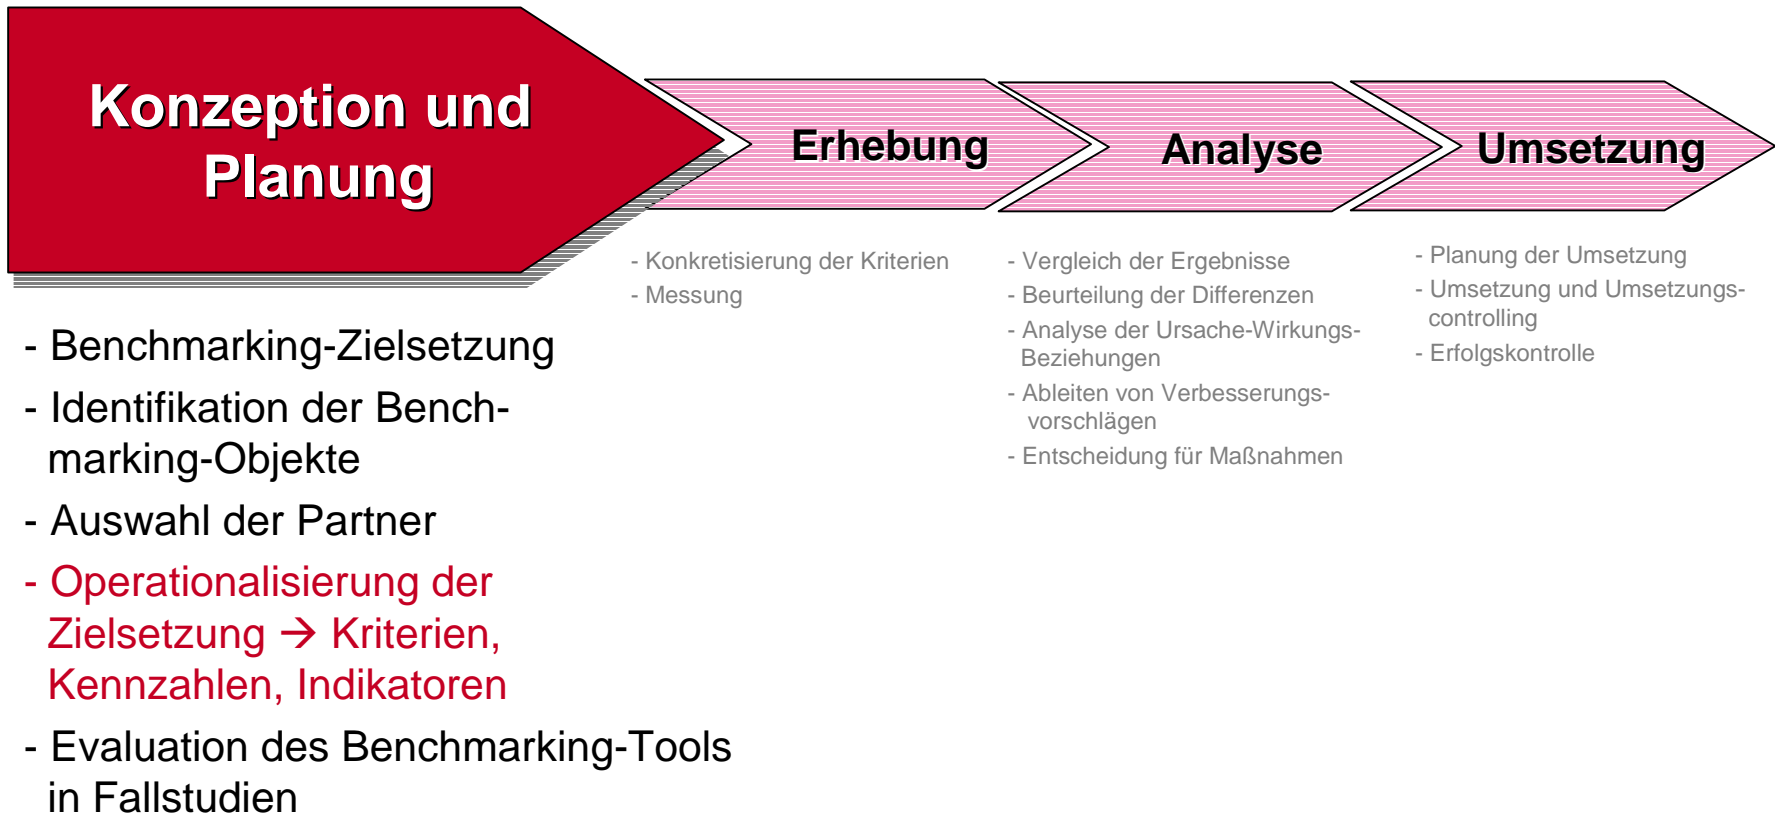 Konzeption und
Planung
Erhebung
Analyse
Umsetzung
- Benchmarking-Zielsetzung
- Identifikation der Bench-
marking-Objekte
- Auswahl der Partner
- Operationalisierung der
Zielsetzung → Kriterien,
Kennzahlen, Indikatoren
- Evaluation des Benchmarking-Tools
in Fallstudien
- Konkretisierung der Kriterien
- Messung
- Vergleich der Ergebnisse
- Beurteilung der Differenzen
- Analyse der Ursache-Wirkungs-
Beziehungen
- Ableiten von Verbesserungs-
vorschlägen
- Entscheidung für Maßnahmen
- Planung der Umsetzung
- Umsetzung und Umsetzungs-
controlling
- Erfolgskontrolle